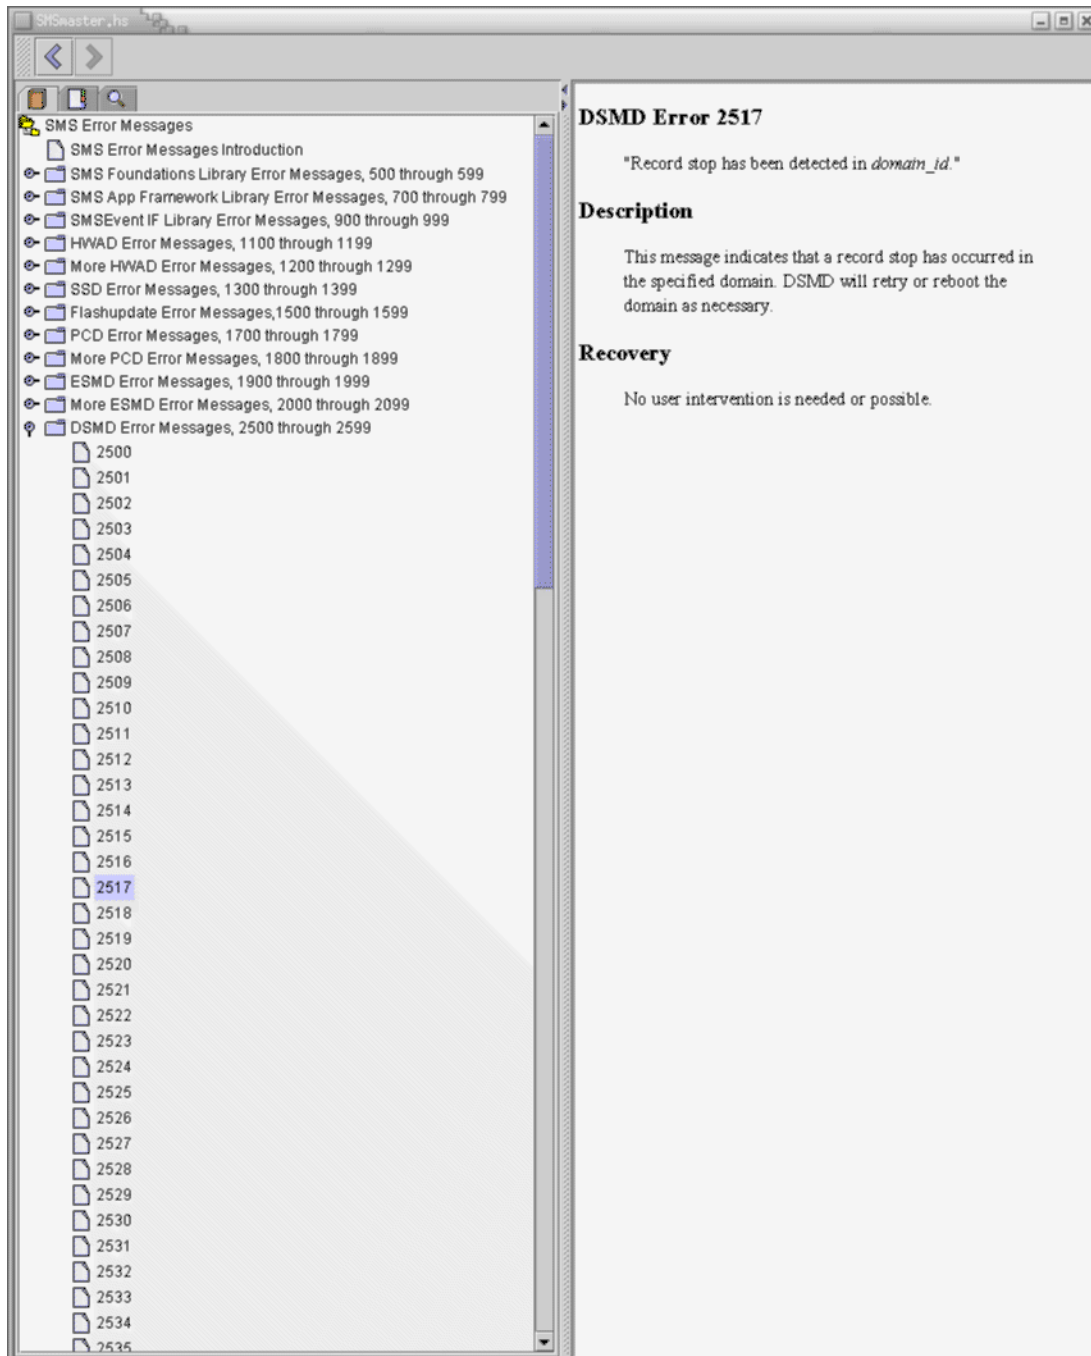 SMSmaster.hs
SMS Error Messages
SMS Error Messages Introduction
SMS Foundations Library Error Messages, 500 through 599
SMS App Framework Library Error Messages, 700 through 799
SMSEvent IF Library Error Messages, 900 through 999
HWAD Error Messages, 1100 through 1199
More HWAD Error Messages, 1200 through 1299
SSD Error Messages, 1300 through 1399
Flashupdate Error Messages,1500 through 1599
PCD Error Messages, 1700 through 1799
More PCD Error Messages, 1800 through 1899
ESMD Error Messages, 1900 through 1999
More ESMD Error Messages, 2000 through 2099
DSMD Error Messages, 2500 through 2599
2500
2501
2502
2503
2504
2505
2506
2507
2508
2509
2510
2511
2512
2513
2514
2515
2516
2517
2518
2519
2520
2521
2522
2523
2524
2525
2526
2527
2528
2529
2530
2531
2532
2533
2534
2535
DSMD Error 2517
"Record stop has been detected in domain_id."
Description
This message indicates that a record stop has occurred in
the specified domain. DSMD will retry or reboot the
domain as necessary.
Recovery
No user intervention is needed or possible.